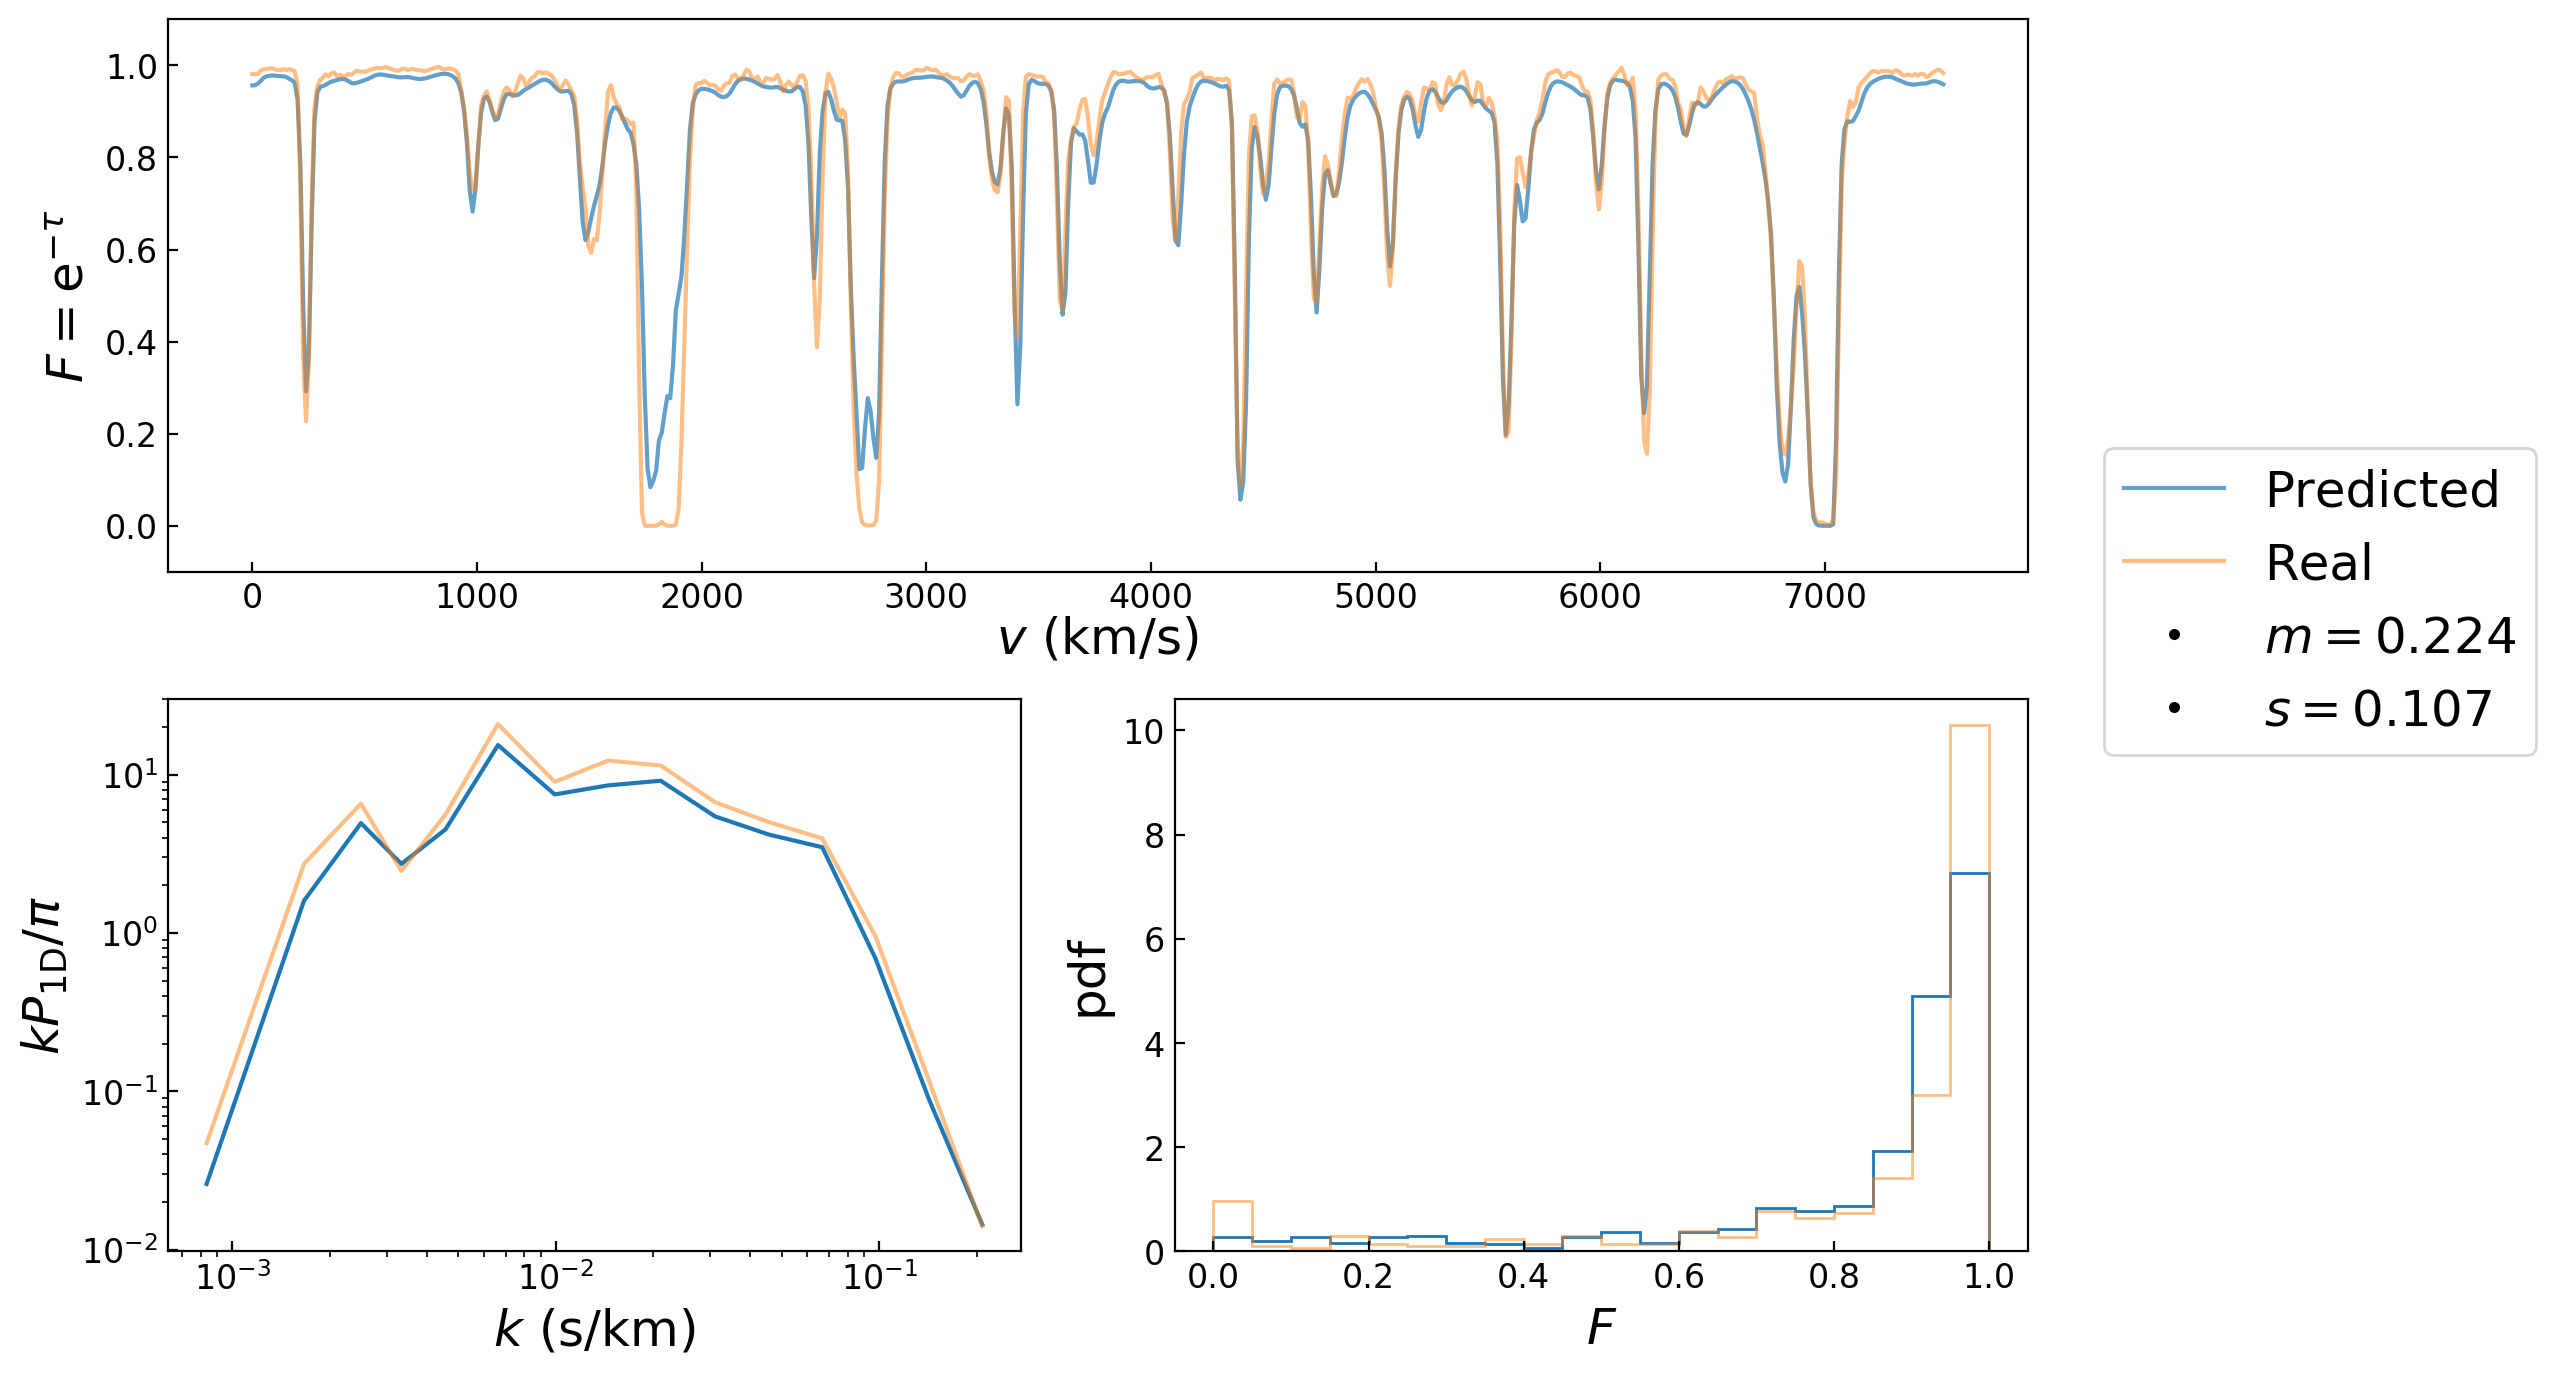 F = e^{-τ}
1.0
0.8
0.6
0.4
0.2
0.0
0 1000 2000 3000 4000 5000 6000 7000
v (km/s)
Predicted
Real
m = 0.224
s = 0.107
kP_{1D}/π
10^1
10^0
10^{-1}
10^{-2}
10^{-3} 10^{-2} 10^{-1}
k (s/km)
pdf
10
8
6
4
2
0
0.0 0.2 0.4 0.6 0.8 1.0
F